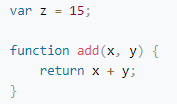 var z = 15;

function add(x, y) {
    return x + y;
}